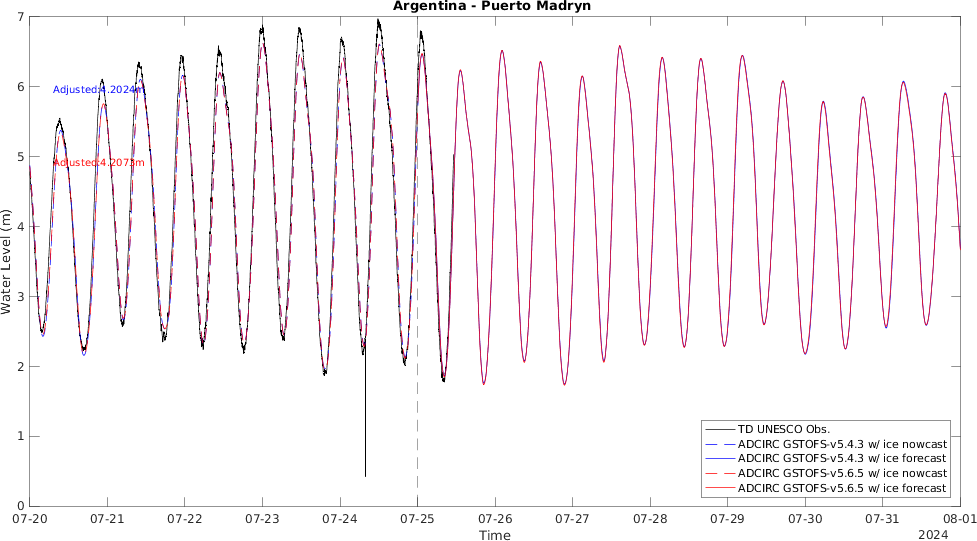 Argentina - Puerto Madryn
7
6
5
4
3
2
1
0
Water Level (m)
Adjusted:4.2024m
Adjusted:4.2073m
TD UNESCO Obs.
ADCIRC GSTOFS-v5.4.3 w/ ice nowcast
ADCIRC GSTOFS-v5.4.3 w/ ice forecast
ADCIRC GSTOFS-v5.6.5 w/ ice nowcast
ADCIRC GSTOFS-v5.6.5 w/ ice forecast
07-20 07-21 07-22 07-23 07-24 07-25 07-26 07-27 07-28 07-29 07-30 07-31 08-01
Time
2024